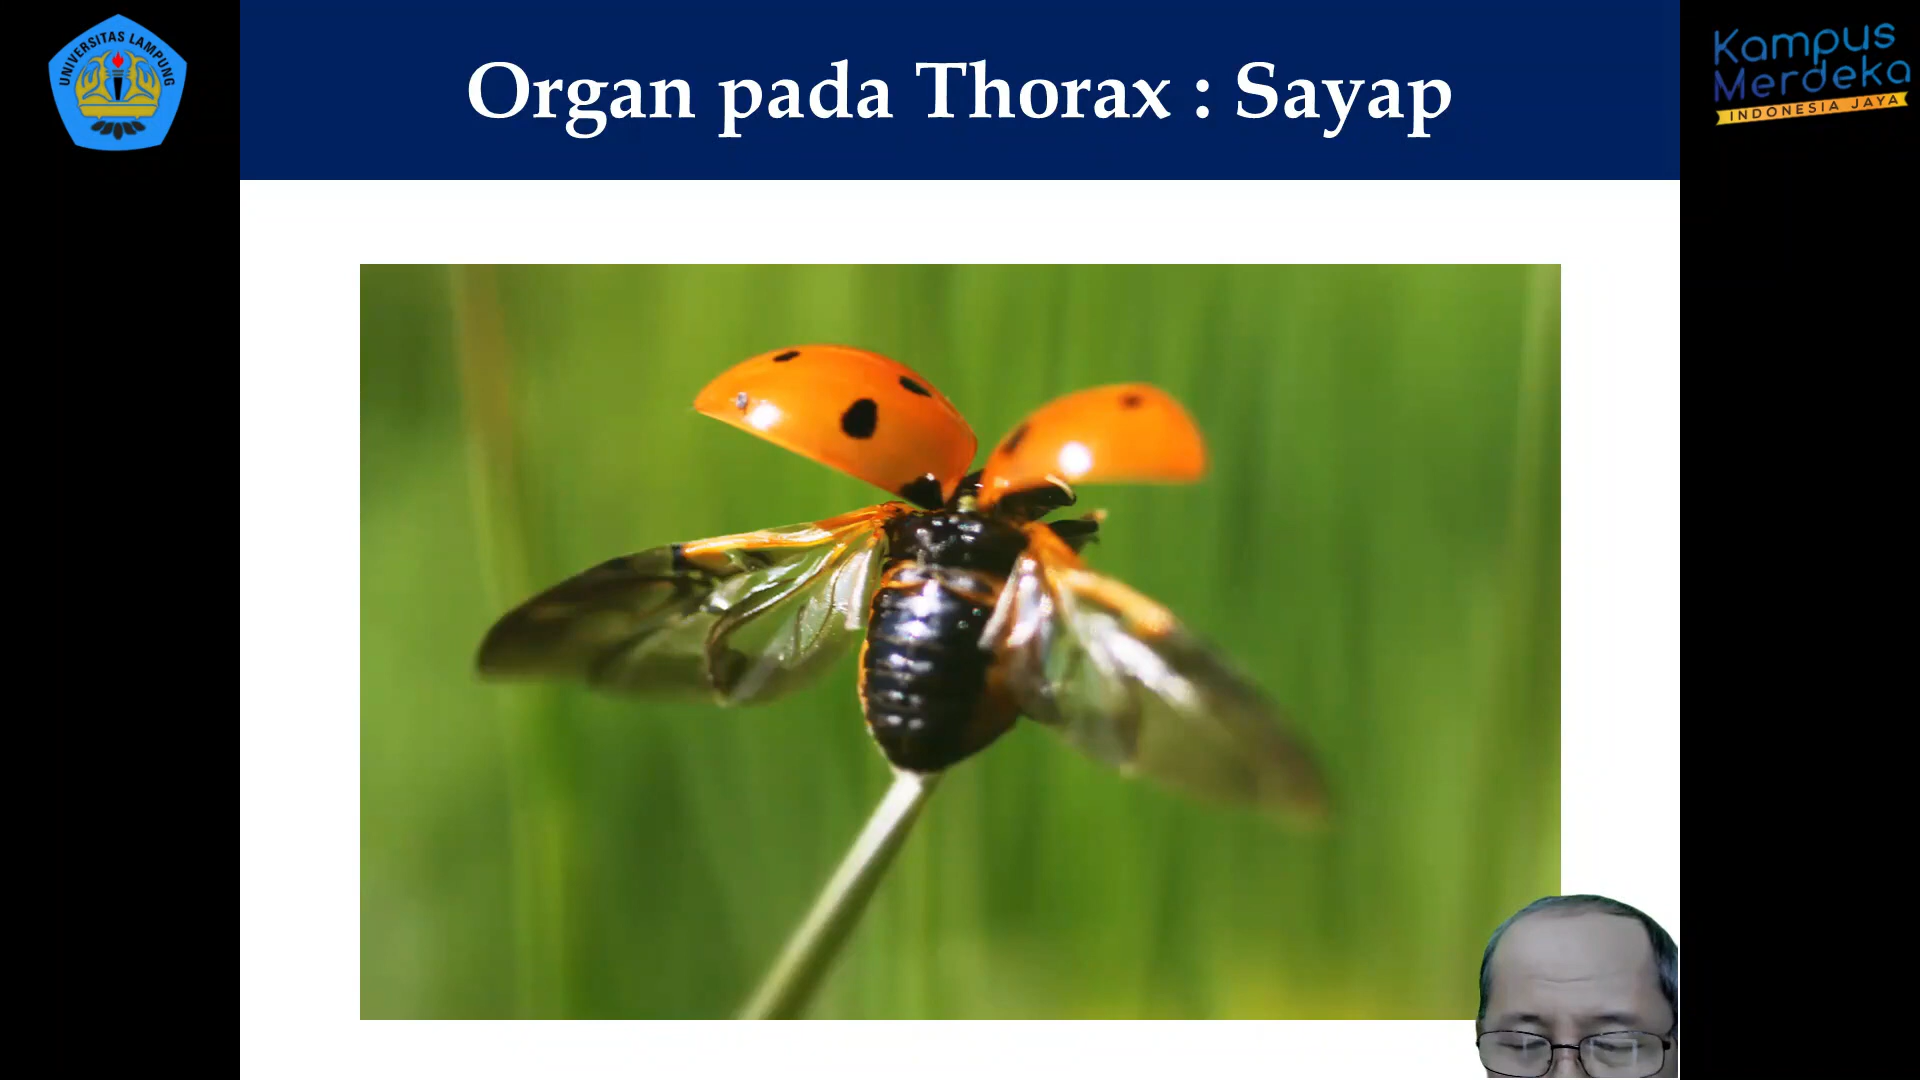 UNIVERSITAS LAMPUNG
Organ pada Thorax : Sayap
Kampus
Merdeka
INDONESIA JAYA